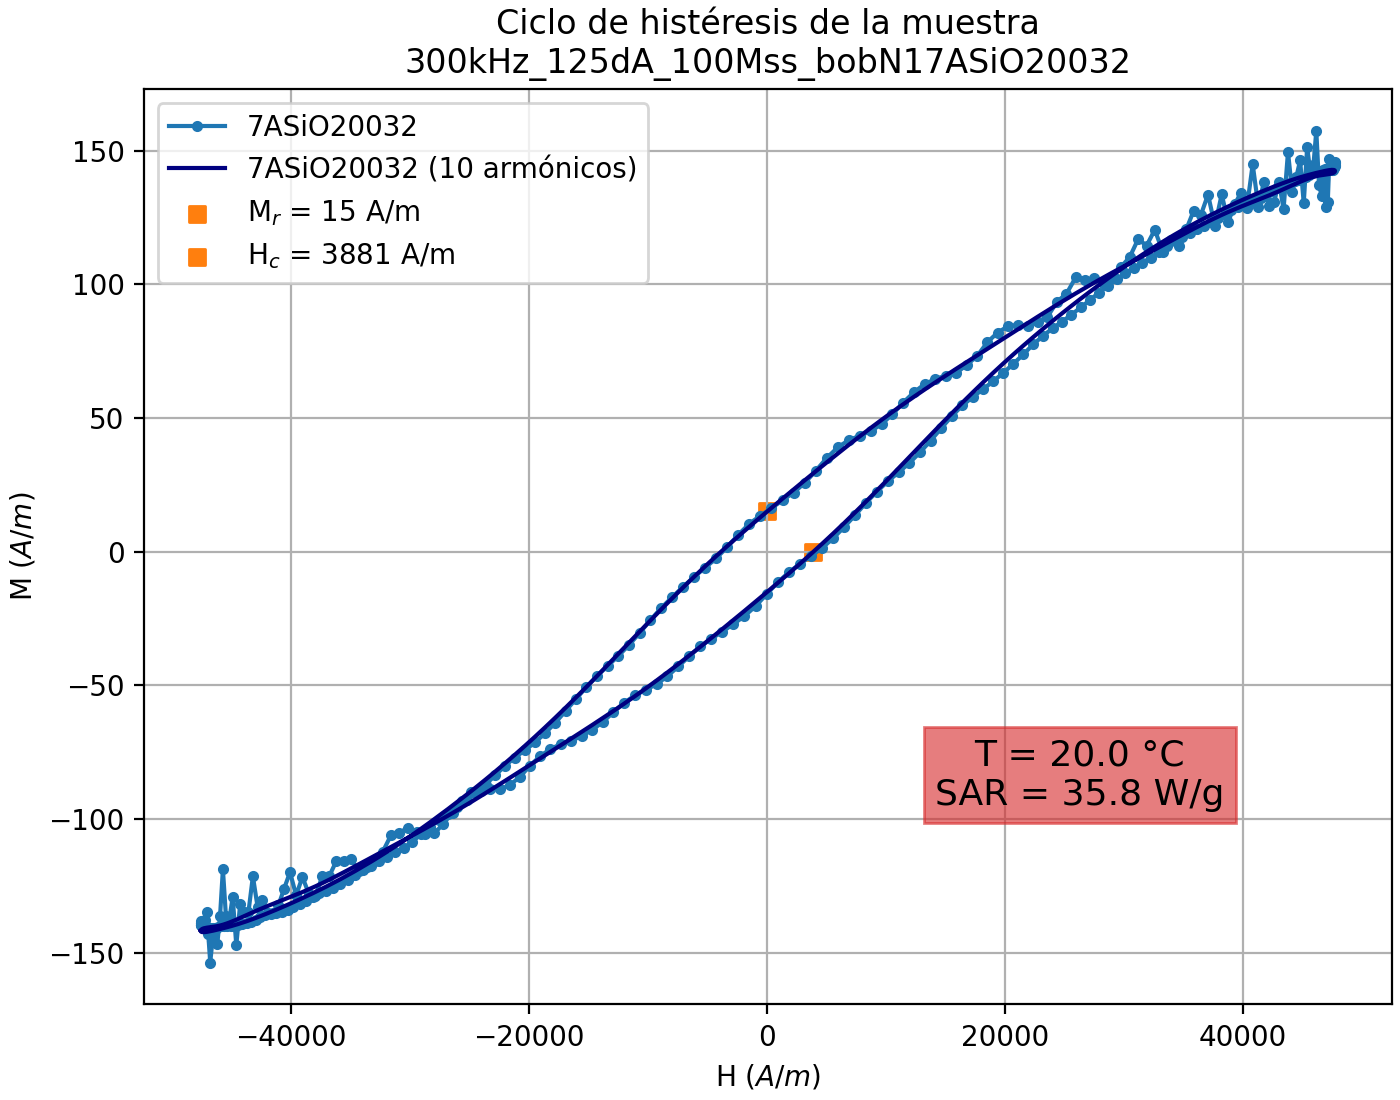 Ciclo de histéresis de la muestra
300kHz_125dA_100Mss_bobN17ASiO20032
7ASiO20032
7ASiO20032 (10 armónicos)
Mr = 15 A/m
Hc = 3881 A/m
150
100
50
0
−50
−100
−150
M (A/m)
T = 20.0 °C
SAR = 35.8 W/g
−40000
−20000
0
20000
40000
H (A/m)